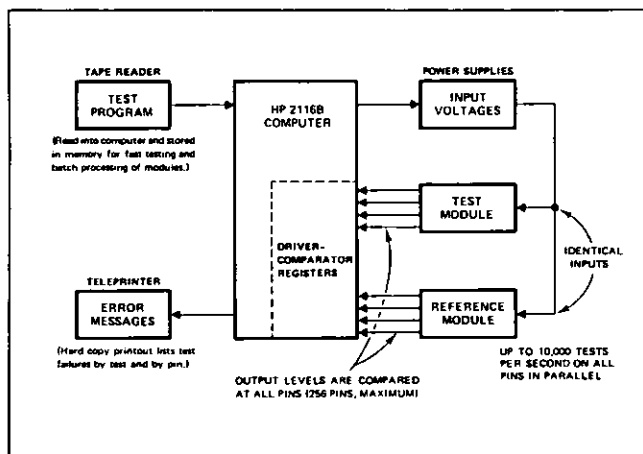 TAPE READER
TEST
PROGRAM
(Read into computer and stored
in memory for fast testing and
batch processing of modules.)
HP 2116B
COMPUTER
POWER SUPPLIES
INPUT
VOLTAGES
TEST
MODULE
DRIVER-
COMPARATOR
REGISTERS
IDENTICAL
INPUTS
TELEPRINTER
ERROR
MESSAGES
(Hard copy printout lists test
failures by test and by pin.)
REFERENCE
MODULE
OUTPUT LEVELS ARE COMPARED
AT ALL PINS (256 PINS, MAXIMUM)
UP TO 10,000 TESTS
PER SECOND ON ALL
PINS IN PARALLEL